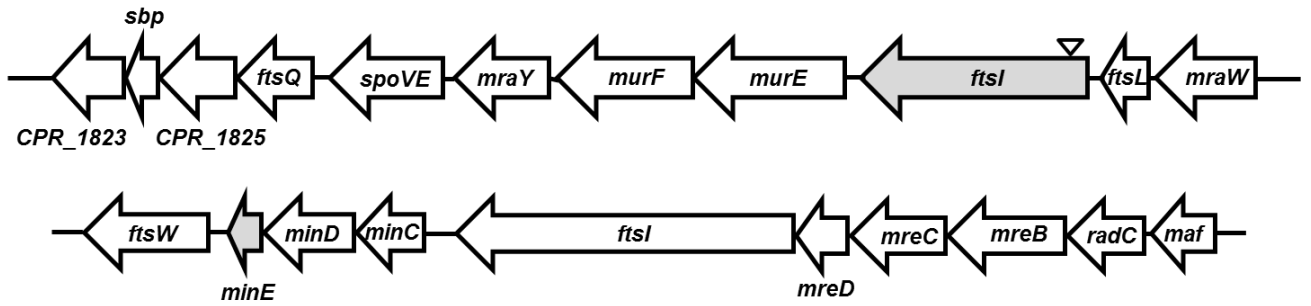 sbp
ftsQ spoVE mraY murF murE ftsI ftsL mraW
CPR_1823 CPR_1825
ftsW minD minC ftsI mreC mreB radC maf
minE mreD